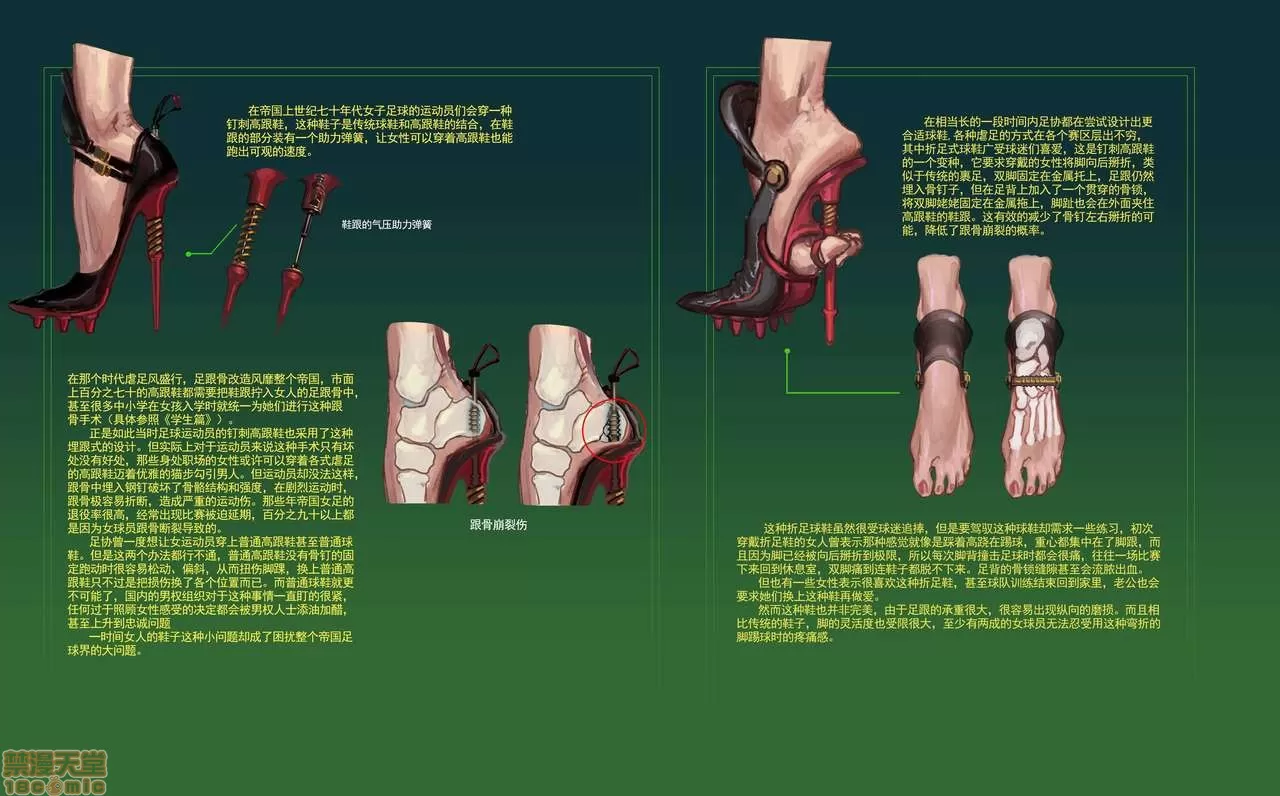 在帝国上世纪七十年代女子足球的运动员们会穿一种
钉刺高跟鞋，这种鞋子是传统球鞋和高跟鞋的结合，在鞋
跟的部分装有一个助力弹簧，让女性可以穿着高跟鞋也能
跑出可观的速度。
鞋跟的气压助力弹簧
在那个时代虐足风盛行，足跟骨改造风靡整个帝国，市面
上百分之七十的高跟鞋都需要把鞋跟拧入女人的足跟骨中，
甚至很多中小学在女孩入学时就统一为她们进行这种跟
骨手术（具体参照《学生篇》）。
正是如此当时足球运动员的钉刺高跟鞋也采用了这种
埋跟式的设计。但实际上对于运动员来说这种手术只有坏
处没有好处，那些身处职场的女性或许可以穿着各式虐足
的高跟鞋迈着优雅的猫步勾引男人。但运动员却没法这样，
跟骨中埋入钢钉破坏了骨骼结构和强度，在剧烈运动时，
跟骨极容易折断，造成严重的运动伤。那些年帝国女足的
退役率很高，经常出现比赛被迫延期，百分之九十以上都
是因为女球员跟骨断裂导致的。
足协曾一度想让女运动员穿上普通高跟鞋甚至普通球
鞋。但是这两个办法都行不通，普通高跟鞋没有骨钉的固
定跑动时很容易松动、偏斜，从而扭伤脚踝，换上普通高
跟鞋只不过是把损伤换了各个位置而已。而普通球鞋就更
不可能了，国内的男权组织对于这种事情一直盯的很紧，
任何过于照顾女性感受的决定都会被男权人士添油加醋，
甚至上升到忠诚问题
一时间女人的鞋子这种小问题却成了困扰整个帝国足
球界的大问题。
跟骨崩裂伤
在相当长的一段时间内足协都在尝试设计出更
合适球鞋,各种虐足的方式在各个赛区层出不穷，
其中折足式球鞋广受球迷们喜爱，这是钉刺高跟鞋
的一个变种，它要求穿戴的女性将脚向后掰折，类
似于传统的裹足，双脚固定在金属托上，足跟仍然
埋入骨钉子，但在足背上加入了一个贯穿的骨锁，
将双脚姥姥固定在金属拖上，脚趾也会在外面夹住
高跟鞋的鞋跟。这有效的减少了骨钉左右掰折的可
能，降低了跟骨崩裂的概率。
这种折足球鞋虽然很受球迷追捧，但是要驾驭这种球鞋却需求一些练习，初次
穿戴折足鞋的女人曾表示那种感觉就像是踩着高跷在踢球，重心都集中在了脚跟，而
且因为脚已经被向后掰折到极限，所以每次脚背撞击足球时都会很痛，往往一场比赛
下来回到休息室，双脚痛到连鞋子都脱不下来。足背的骨锁缝隙甚至会流脓出血。
但也有一些女性表示很喜欢这种折足鞋，甚至球队训练结束回到家里，老公也会
要求她们换上这种鞋再做爱。
然而这种鞋也并非完美，由于足跟的承重很大，很容易出现纵向的磨损。而且相
比传统的鞋子，脚的灵活度也受限很大，至少有两成的女球员无法忍受用这种弯折的
脚踢球时的疼痛感。
禁漫天堂
18comic